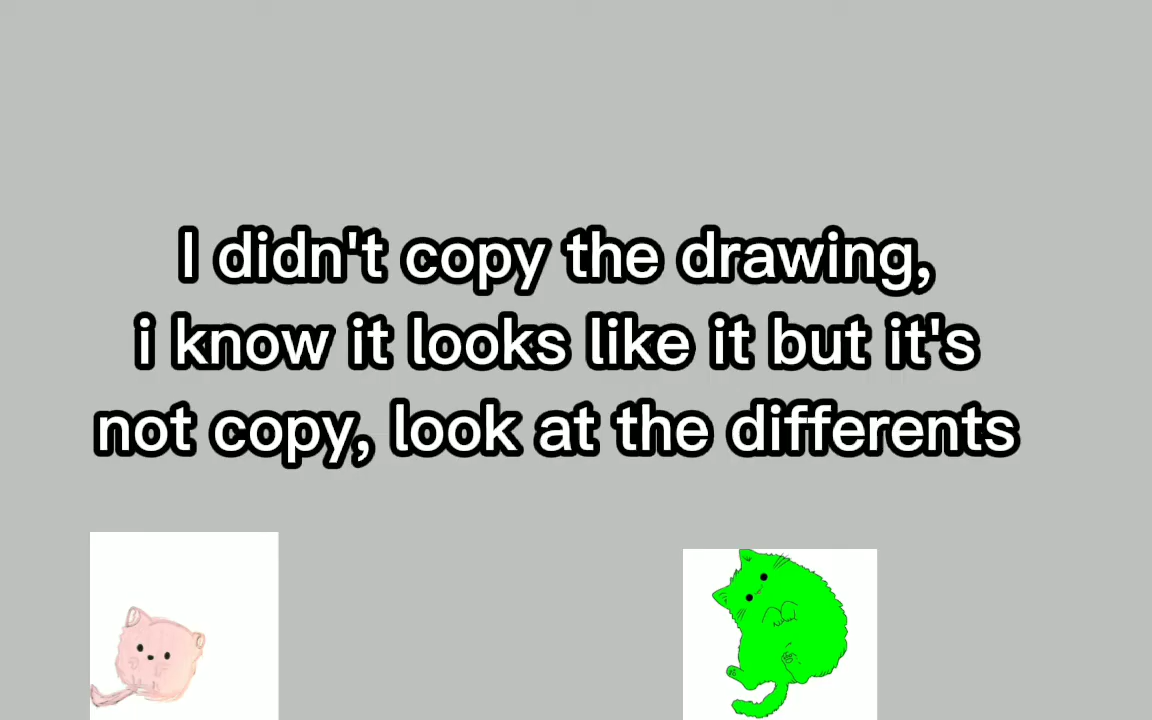 I didn't copy the drawing,
i know it looks like it but it's
not copy, look at the differents